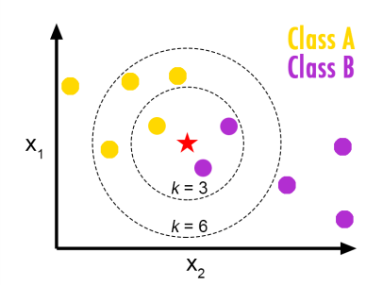 Class A
Class B
x₁
k = 3
k = 6
x₂